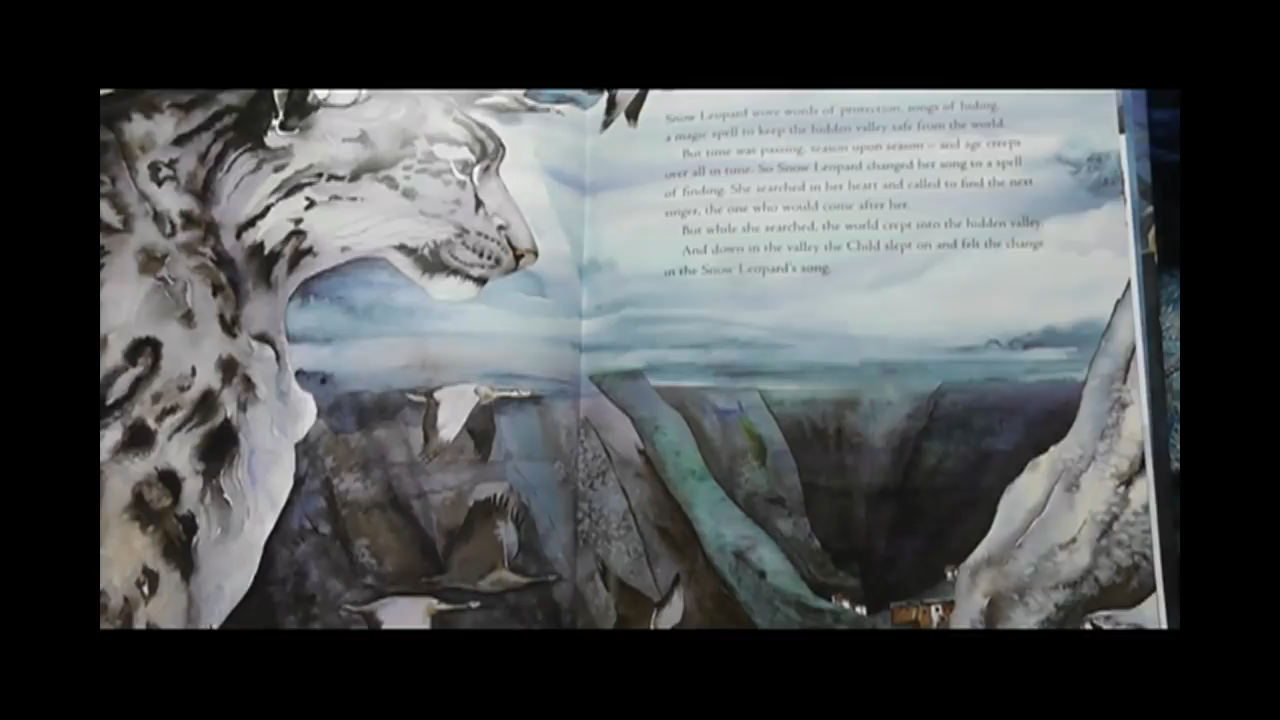 Snow Leopard wove words of protection, songs of hiding,
a magic spell to keep the hidden valley safe from the world.
But time was passing, season upon season – and age creeps
over all in time. So Snow Leopard changed her song to a spell
of finding. She searched in her heart and called to find the next
singer, the one who would come after her.
But while she searched, the world crept into the hidden valley.
And down in the valley the Child slept on and felt the change
in the Snow Leopard's song.